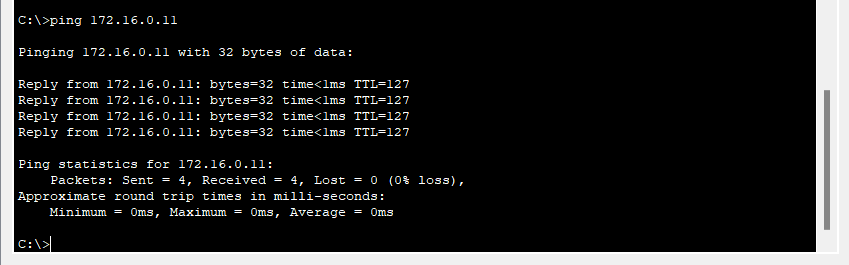 C:\>ping 172.16.0.11
Pinging 172.16.0.11 with 32 bytes of data:
Reply from 172.16.0.11: bytes=32 time<1ms TTL=127
Reply from 172.16.0.11: bytes=32 time<1ms TTL=127
Reply from 172.16.0.11: bytes=32 time<1ms TTL=127
Reply from 172.16.0.11: bytes=32 time<1ms TTL=127
Ping statistics for 172.16.0.11:
    Packets: Sent = 4, Received = 4, Lost = 0 (0% loss),
Approximate round trip times in milli-seconds:
    Minimum = 0ms, Maximum = 0ms, Average = 0ms
C:\>